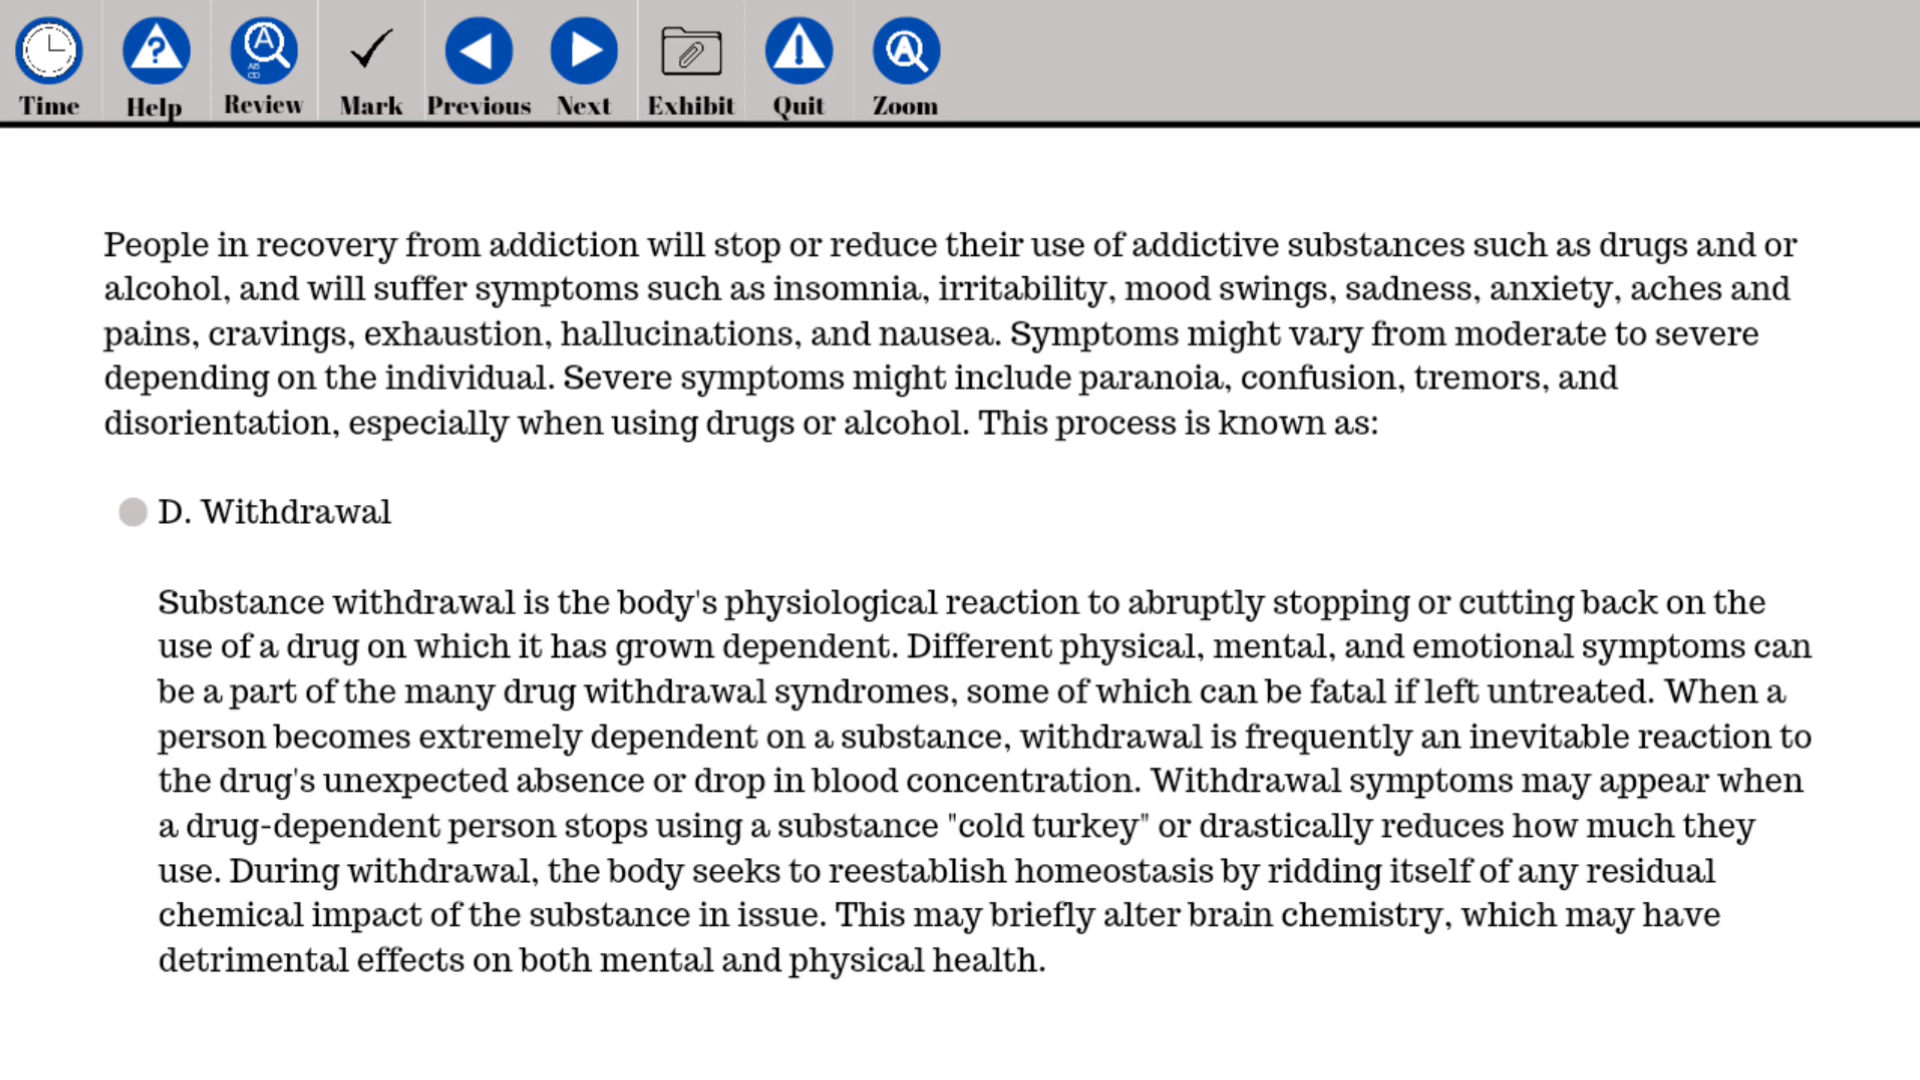 Time Help Review Mark Previous Next Exhibit Quit Zoom
People in recovery from addiction will stop or reduce their use of addictive substances such as drugs and or
alcohol, and will suffer symptoms such as insomnia, irritability, mood swings, sadness, anxiety, aches and
pains, cravings, exhaustion, hallucinations, and nausea. Symptoms might vary from moderate to severe
depending on the individual. Severe symptoms might include paranoia, confusion, tremors, and
disorientation, especially when using drugs or alcohol. This process is known as:
D. Withdrawal
Substance withdrawal is the body's physiological reaction to abruptly stopping or cutting back on the
use of a drug on which it has grown dependent. Different physical, mental, and emotional symptoms can
be a part of the many drug withdrawal syndromes, some of which can be fatal if left untreated. When a
person becomes extremely dependent on a substance, withdrawal is frequently an inevitable reaction to
the drug's unexpected absence or drop in blood concentration. Withdrawal symptoms may appear when
a drug-dependent person stops using a substance "cold turkey" or drastically reduces how much they
use. During withdrawal, the body seeks to reestablish homeostasis by ridding itself of any residual
chemical impact of the substance in issue. This may briefly alter brain chemistry, which may have
detrimental effects on both mental and physical health.